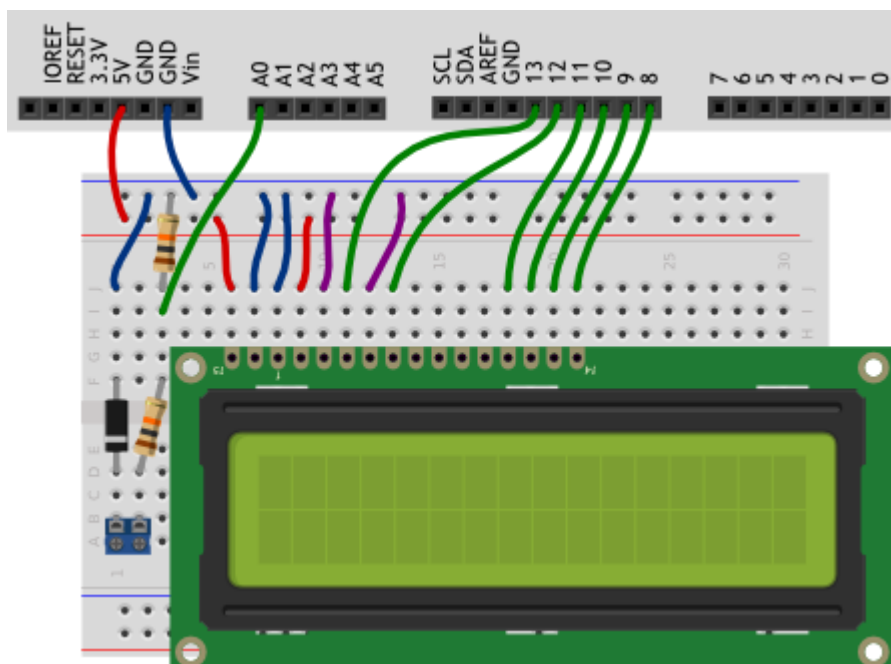 IOREF
RESET
3.3V
5V
GND
GND
Vin
A0
A1
A2
A3
A4
A5
SCL
SDA
AREF
GND
13
12
11
10
9
8
7
6
5
4
3
2
1
0
5
10
15
20
25
30
J J
I I
H H
G
F
E
D
C
B
A
1
15 1 14